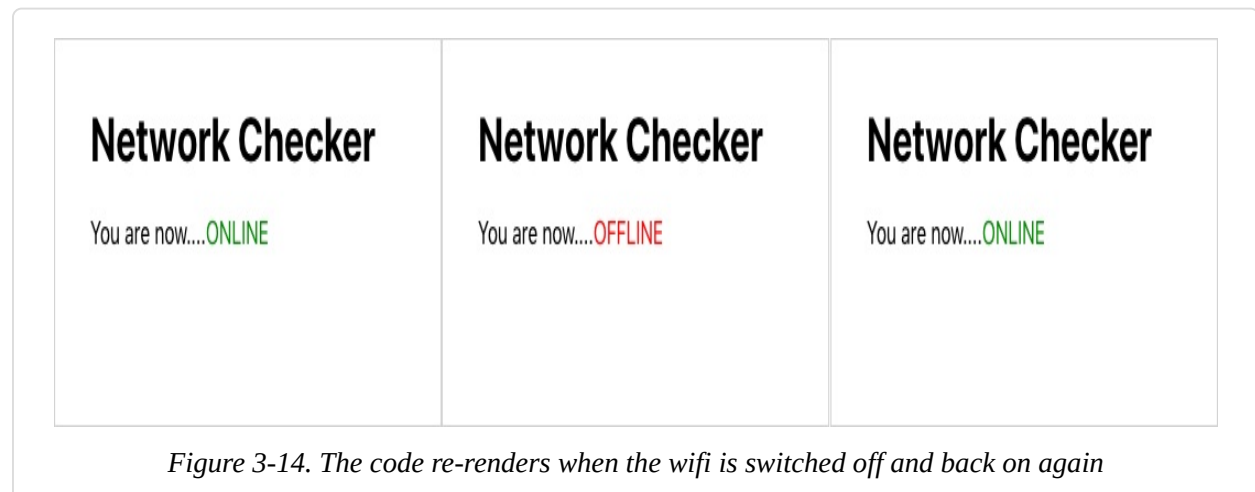 Network Checker
You are now....ONLINE
Network Checker
You are now....OFFLINE
Network Checker
You are now....ONLINE
Figure 3-14. The code re-renders when the wifi is switched off and back on again